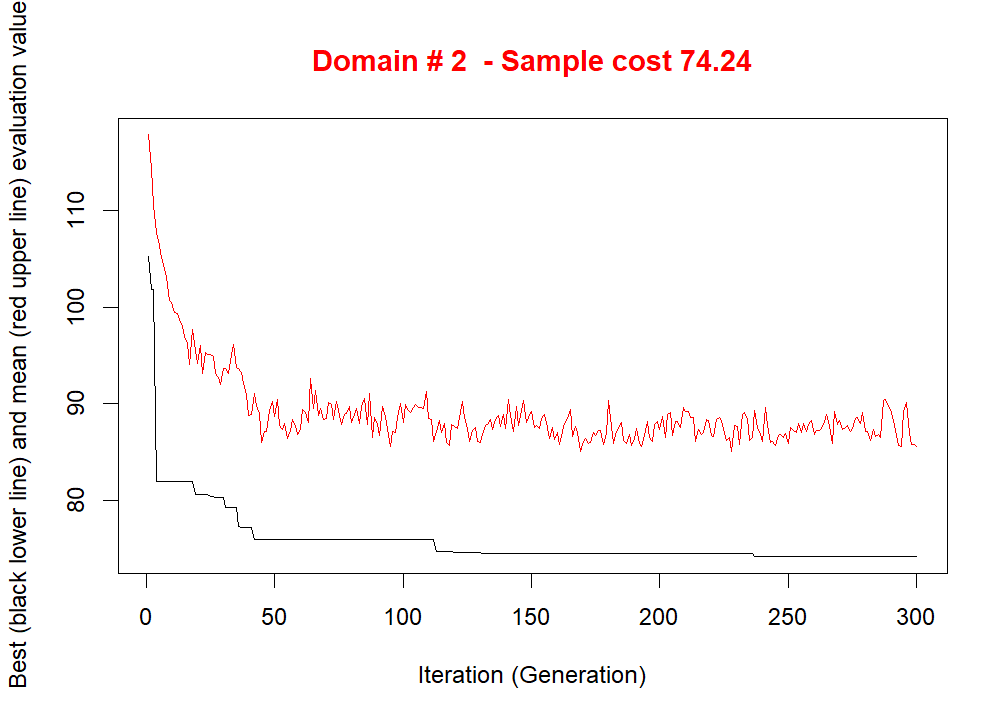 Domain # 2  - Sample cost 74.24
Best (black lower line) and mean (red upper line) evaluation value
110
100
90
80
0 50 100 150 200 250 300
Iteration (Generation)